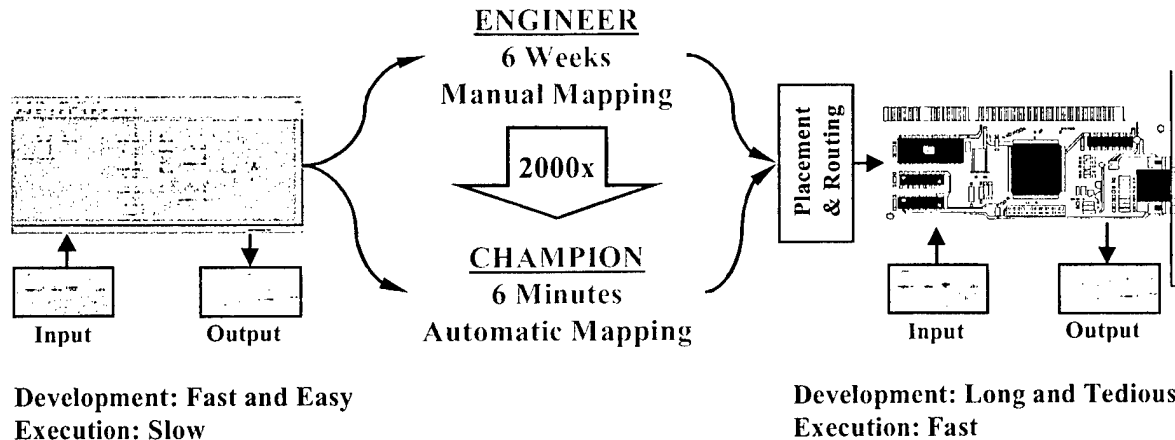 ENGINEER
6 Weeks
Manual Mapping
2000x
CHAMPION
6 Minutes
Automatic Mapping
Placement
& Routing
Input
Output
Input
Output
Development: Fast and Easy
Execution: Slow
Development: Long and Tedious
Execution: Fast